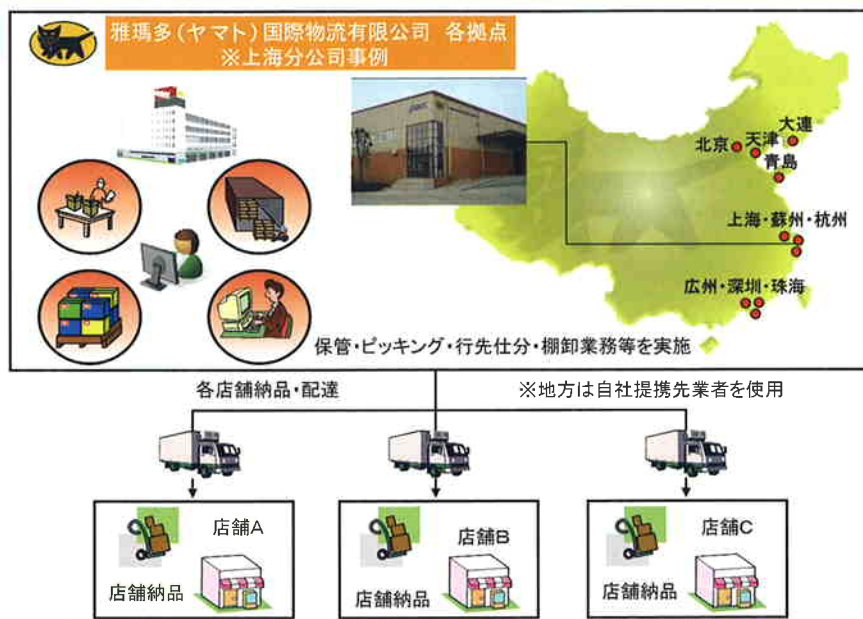 雅瑪多(ヤマト)国際物流有限公司 各拠点
※上海分公司事例
北京
天津
大連
青島
上海・蘇州・杭州
広州・深圳・珠海
保管・ピッキング・行先仕分・棚卸業務等を実施
各店舗納品・配達
※地方は自社提携先業者を使用
店舗A
店舗納品
店舗B
店舗納品
店舗C
店舗納品